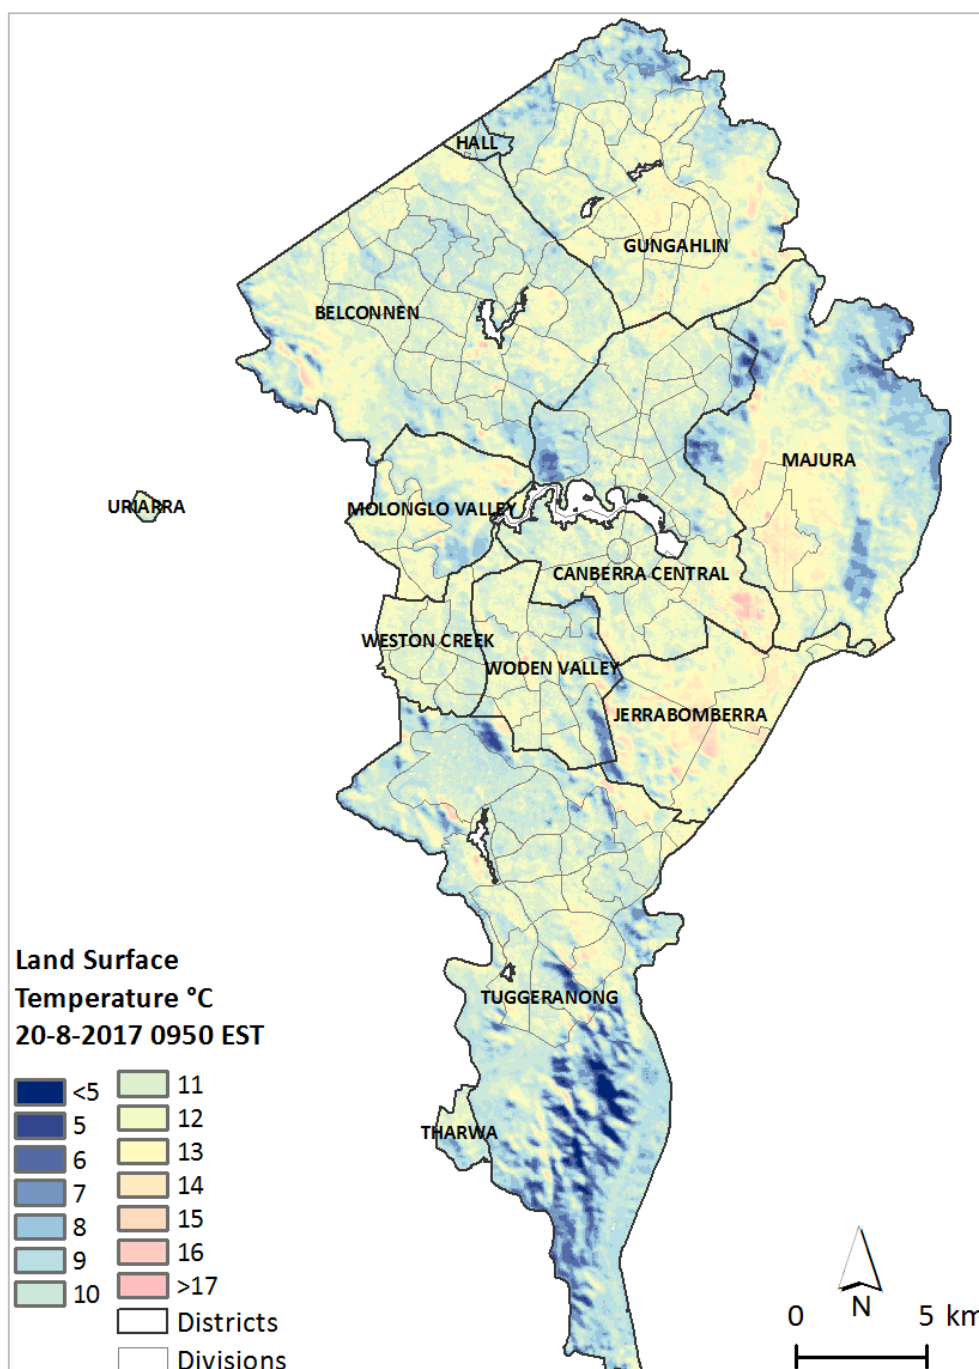 HALL
GUNGAHLIN
BELCONNEN
MAJURA
URIARRA
MOLONGLO VALLEY
CANBERRA CENTRAL
WESTON CREEK
WODEN VALLEY
JERRABOMBERRA
Land Surface
Temperature °C
20-8-2017 0950 EST
TUGGERANONG
THARWA
<5
5
6
7
8
9
10
11
12
13
14
15
16
>17
Districts
Divisions
N
0 5 km